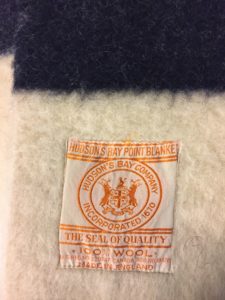 HUDSON'S BAY POINT BLANKET
HUDSON'S BAY COMPANY
INCORPORATED 1670
THE SEAL OF QUALITY
100% WOOL
MADE IN ENGLAND